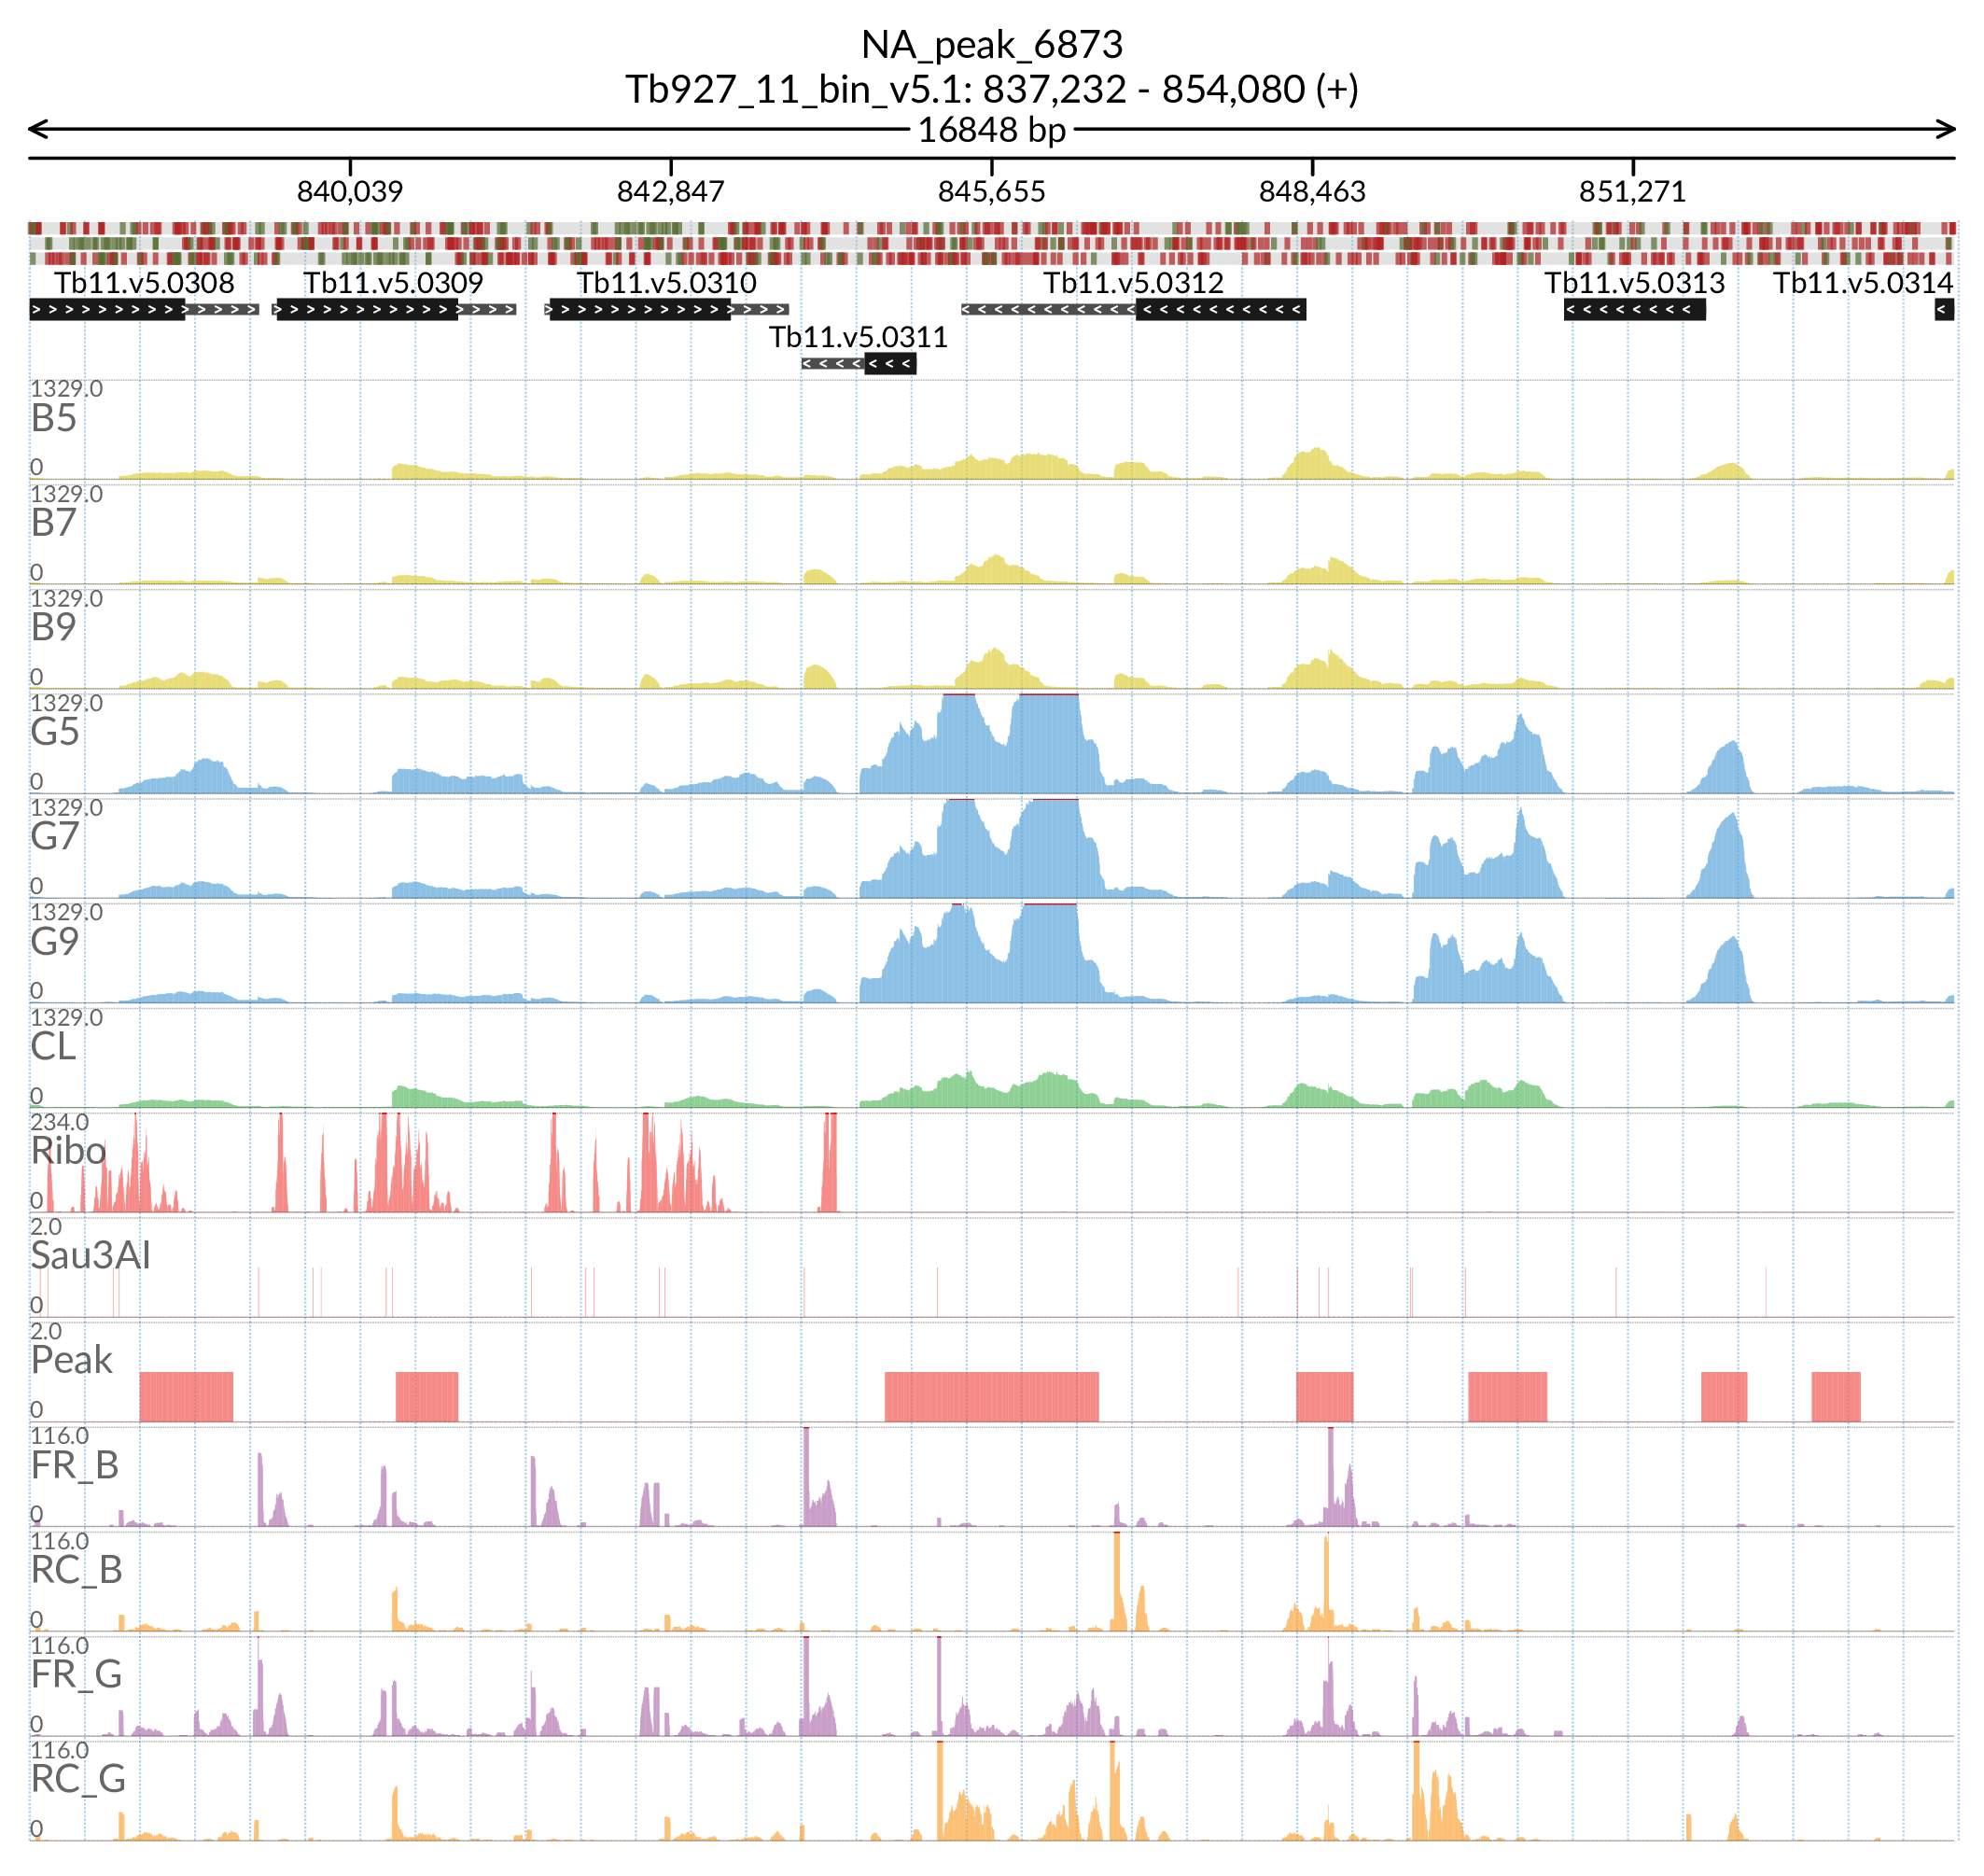 NA_peak_6873
Tb927_11_bin_v5.1: 837,232 - 854,080 (+)
16848 bp
840,039 842,847 845,655 848,463 851,271
Tb11.v5.0308 Tb11.v5.0309 Tb11.v5.0310 Tb11.v5.0312 Tb11.v5.0313 Tb11.v5.0314
Tb11.v5.0311
1329.0
B5
0
1329.0
B7
0
1329.0
B9
0
1329.0
G5
0
1329.0
G7
0
1329.0
G9
0
1329.0
CL
0
234.0
Ribo
0
2.0
Sau3AI
0
2.0
Peak
0
116.0
FR_B
0
116.0
RC_B
0
116.0
FR_G
0
116.0
RC_G
0